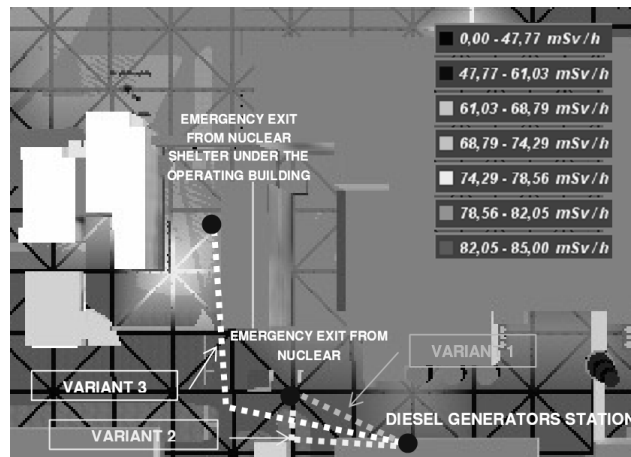 0,00 - 47,77 mSv/h
47,77 - 61,03 mSv/h
61,03 - 68,79 mSv/h
68,79 - 74,29 mSv/h
74,29 - 78,56 mSv/h
78,56 - 82,05 mSv/h
82,05 - 85,00 mSv/h
EMERGENCY EXIT
FROM NUCLEAR
SHELTER UNDER THE
OPERATING BUILDING
EMERGENCY EXIT FROM
NUCLEAR
VARIANT 1
VARIANT 3
DIESEL GENERATORS STATION
VARIANT 2